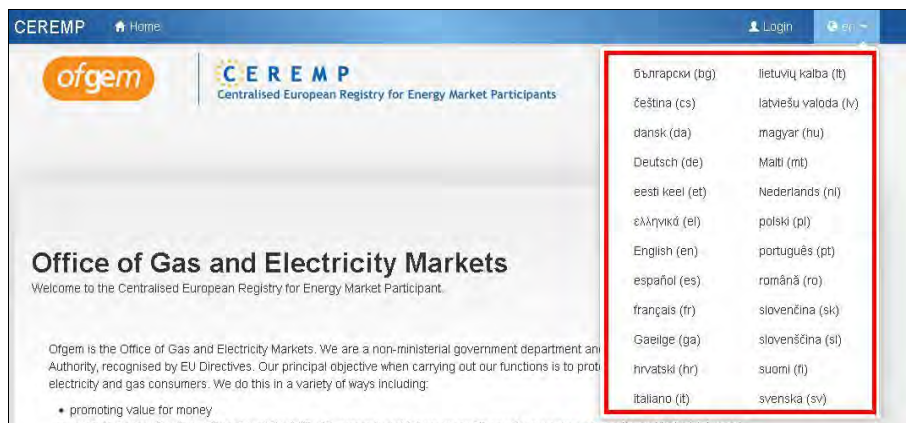 CEREMP Home Login en
ofgem
CEREMP
Centralised European Registry for Energy Market Participants
български (bg) lietuvių kalba (lt)
čeština (cs) latviešu valoda (lv)
dansk (da) magyar (hu)
Deutsch (de) Malti (mt)
eesti keel (et) Nederlands (nl)
ελληνικά (el) polski (pl)
English (en) português (pt)
español (es) română (ro)
français (fr) slovenčina (sk)
Gaeilge (ga) slovenščina (sl)
hrvatski (hr) suomi (fi)
italiano (it) svenska (sv)
Office of Gas and Electricity Markets
Welcome to the Centralised European Registry for Energy Market Participant.
Ofgem is the Office of Gas and Electricity Markets. We are a non-ministerial government department an
Authority, recognised by EU Directives. Our principal objective when carrying out our functions is to prot
electricity and gas consumers. We do this in a variety of ways including:
• promoting value for money